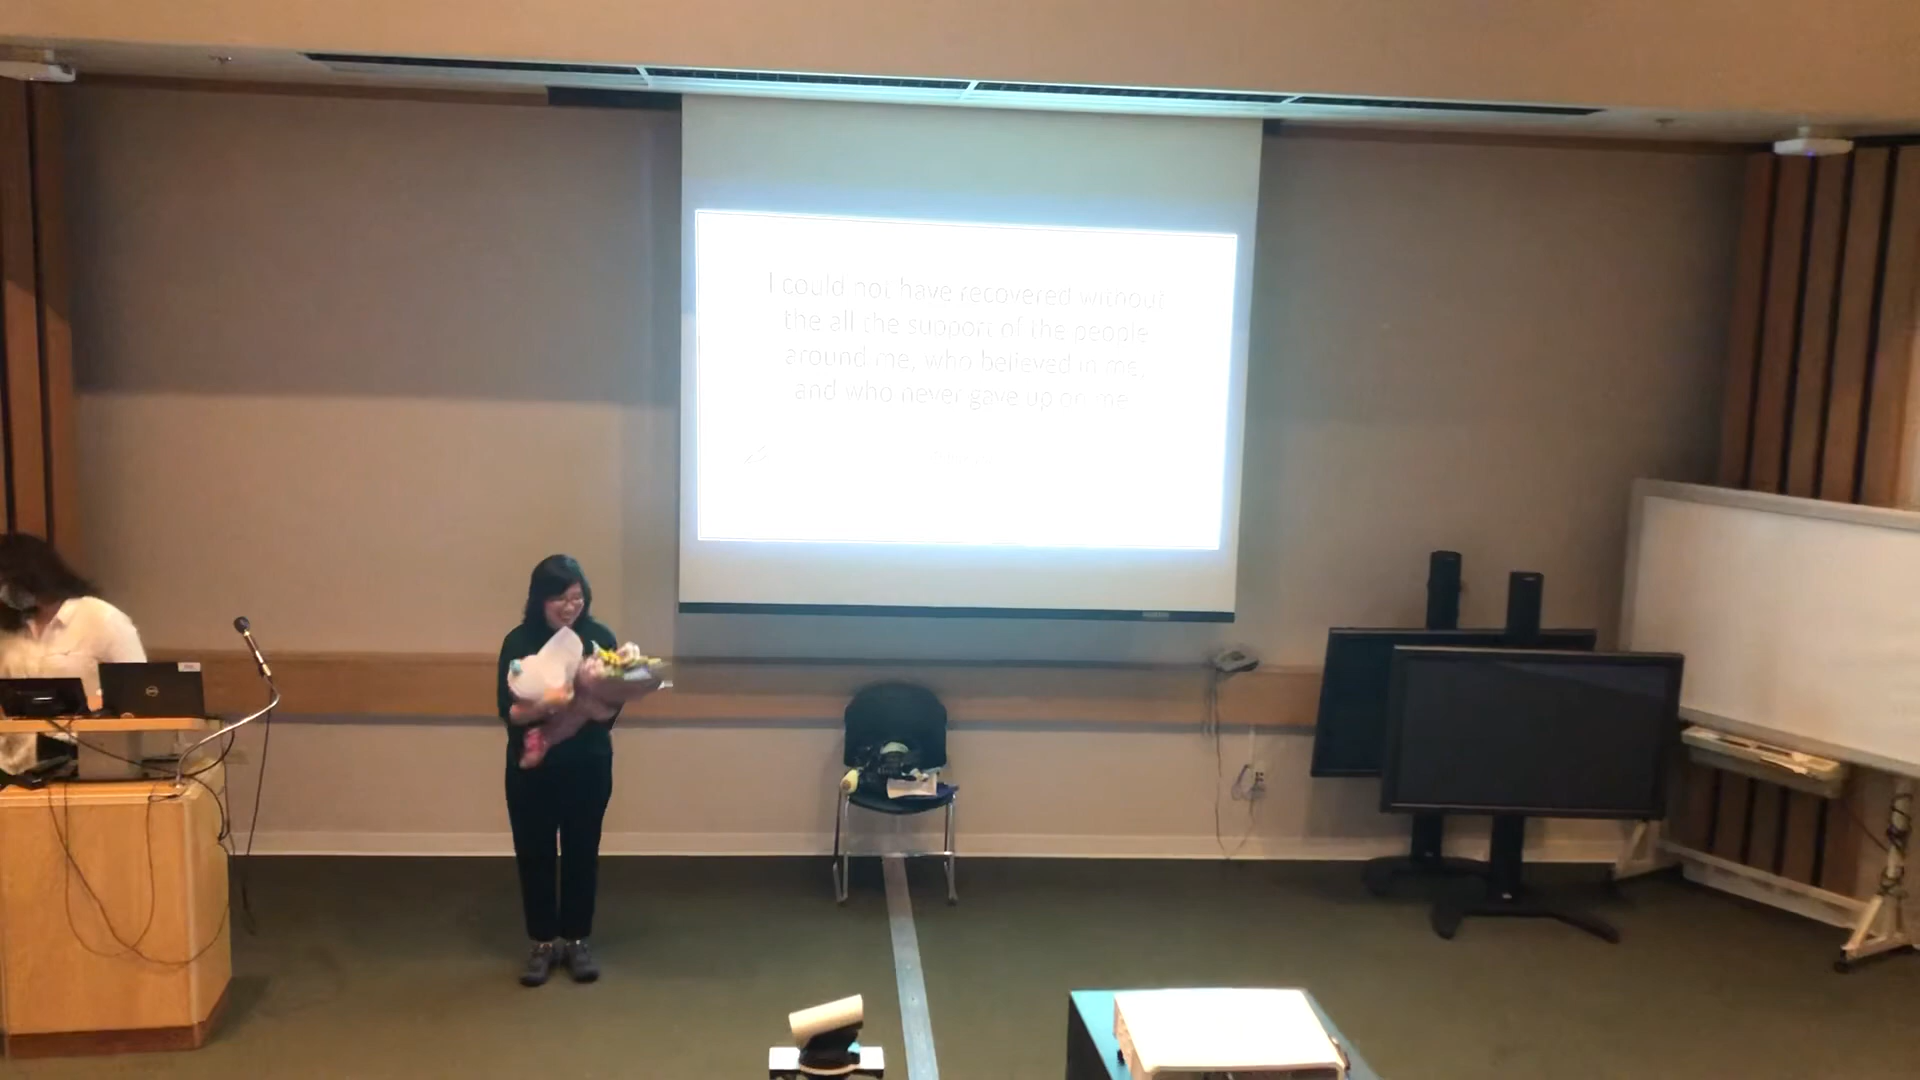 I could not have recovered without
the all the support of the people
around me, who believed in me,
and who never gave up on me
DELL